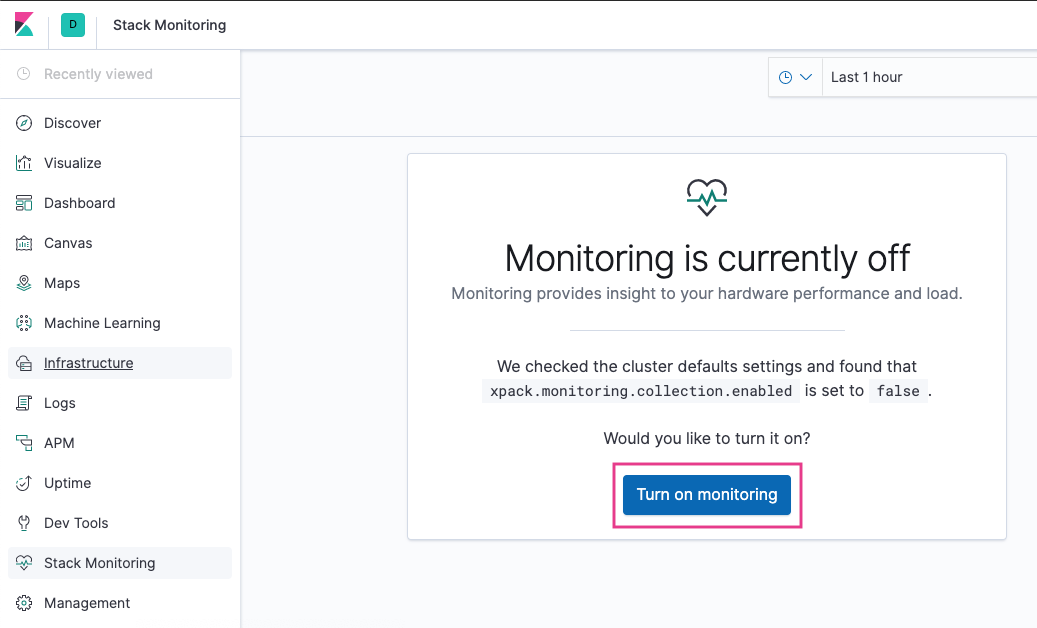 D
Stack Monitoring
Recently viewed
Last 1 hour
Discover
Visualize
Dashboard
Canvas
Maps
Machine Learning
Infrastructure
Logs
APM
Uptime
Dev Tools
Stack Monitoring
Management
Monitoring is currently off
Monitoring provides insight to your hardware performance and load.
We checked the cluster defaults settings and found that
xpack.monitoring.collection.enabled is set to false .
Would you like to turn it on?
Turn on monitoring